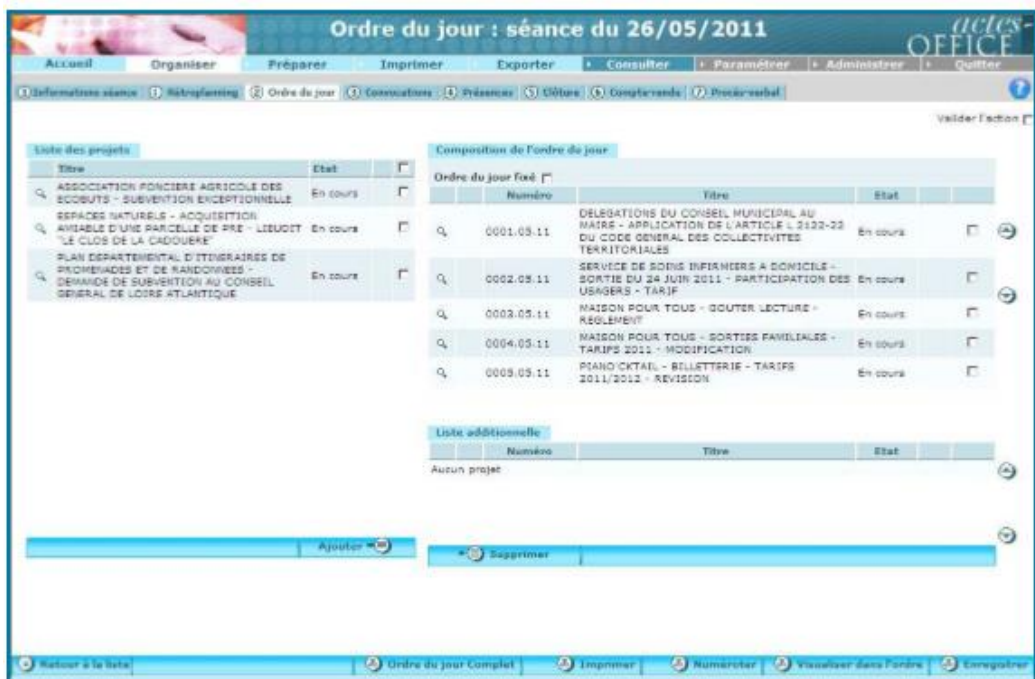 Ordre du jour : séance du 26/05/2011
actes-
OFFICE
Accueil Organiser Préparer Imprimer Exporter Consulter Paramétrer Administrer Quitter
1 Informations séance 1 Rétroplanning 2 Ordre du jour 3 Convocations 4 Présences 5 Clôture 6 Compte-rendu 7 Procès-verbal ?
Valider l'action
Liste des projets
Titre Etat
ASSOCIATION FONCIERE AGRICOLE DES
ECOBUTS - SUBVENTION EXCEPTIONNELLE
En cours
ESPACES NATURELS - ACQUISITION
AMIABLE D'UNE PARCELLE DE PRE - LIEUDIT
"LE CLOS DE LA CADOUERE"
En cours
PLAN DEPARTEMENTAL D'ITINERAIRES DE
PROMENADES ET DE RANDONNEES -
DEMANDE DE SUBVENTION AU CONSEIL
GENERAL DE LOIRE ATLANTIQUE
En cours
Ajouter
Composition de l'ordre du jour
Ordre du jour fixé
Numéro Titre Etat
0001.05.11
DELEGATIONS DU CONSEIL MUNICIPAL AU
MAIRE - APPLICATION DE L'ARTICLE L 2122-22
DU CODE GENERAL DES COLLECTIVITES
TERRITORIALES
En cours
0002.05.11
SERVICE DE SOINS INFIRMIERS A DOMICILE -
SORTIE DU 24 JUIN 2011 - PARTICIPATION DES
USAGERS - TARIF
En cours
0003.05.11
MAISON POUR TOUS - GOUTER LECTURE -
REGLEMENT
En cours
0004.05.11
MAISON POUR TOUS - SORTIES FAMILIALES -
TARIFS 2011 - MODIFICATION
En cours
0005.05.11
PIANO'CKTAIL - BILLETTERIE - TARIFS
2011/2012 - REVISION
En cours
Liste additionnelle
Numéro Titre Etat
Aucun projet
Supprimer
Retour à la liste Ordre du jour Complet Imprimer Numéroter Visualiser dans l'ordre Enregistrer